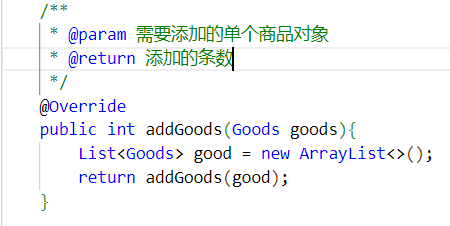 /**
* @param 需要添加的单个商品对象
* @return 添加的条数
*/
@Override
public int addGoods(Goods goods){
List<Goods> good = new ArrayList<>();
return addGoods(good);
}